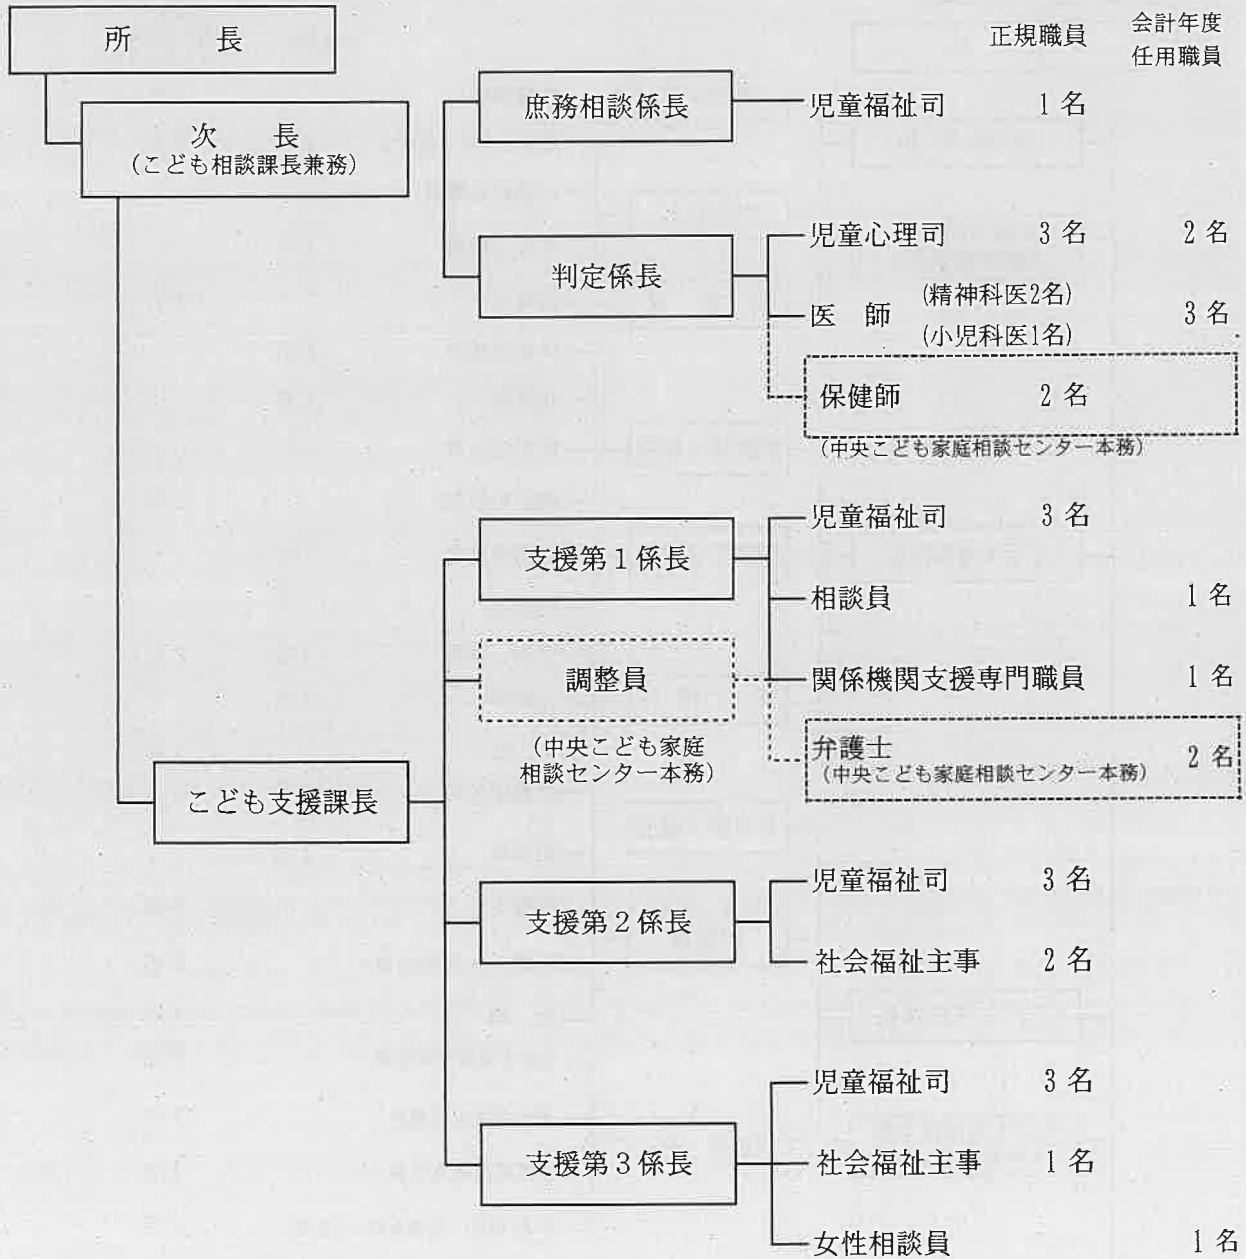 所　　長
正規職員
会計年度
任用職員
次　　長
(こども相談課長兼務)
庶務相談係長
児童福祉司　1 名
判定係長
児童心理司　3 名　2 名
医　師　(精神科医2名)　3 名
(小児科医1名)
保健師　2 名
(中央こども家庭相談センター本務)
支援第1係長
児童福祉司　3 名
相談員　1 名
調整員
(中央こども家庭
相談センター本務)
関係機関支援専門職員　1 名
弁護士　2 名
(中央こども家庭相談センター本務)
こども支援課長
支援第2係長
児童福祉司　3 名
社会福祉主事　2 名
支援第3係長
児童福祉司　3 名
社会福祉主事　1 名
女性相談員　1 名